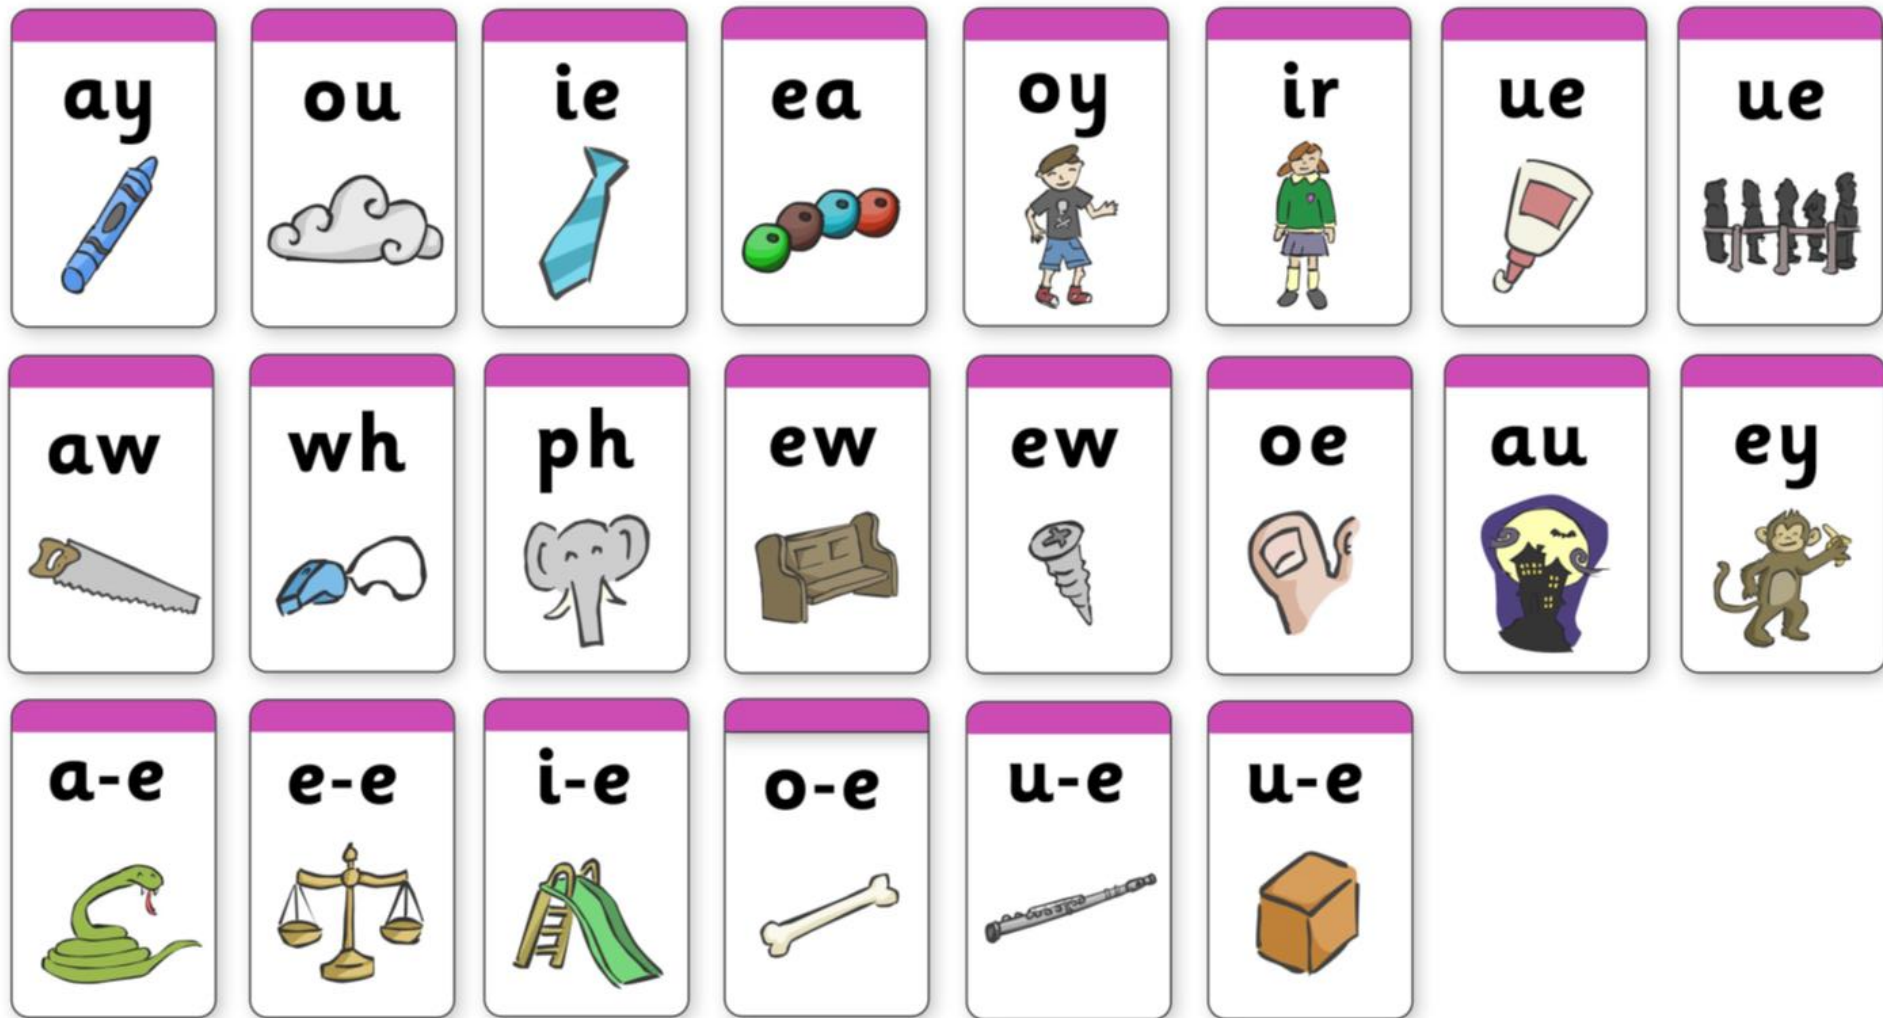 ay ou ie ea oy ir ue ue
aw wh ph ew ew oe au ey
a-e e-e i-e o-e u-e u-e